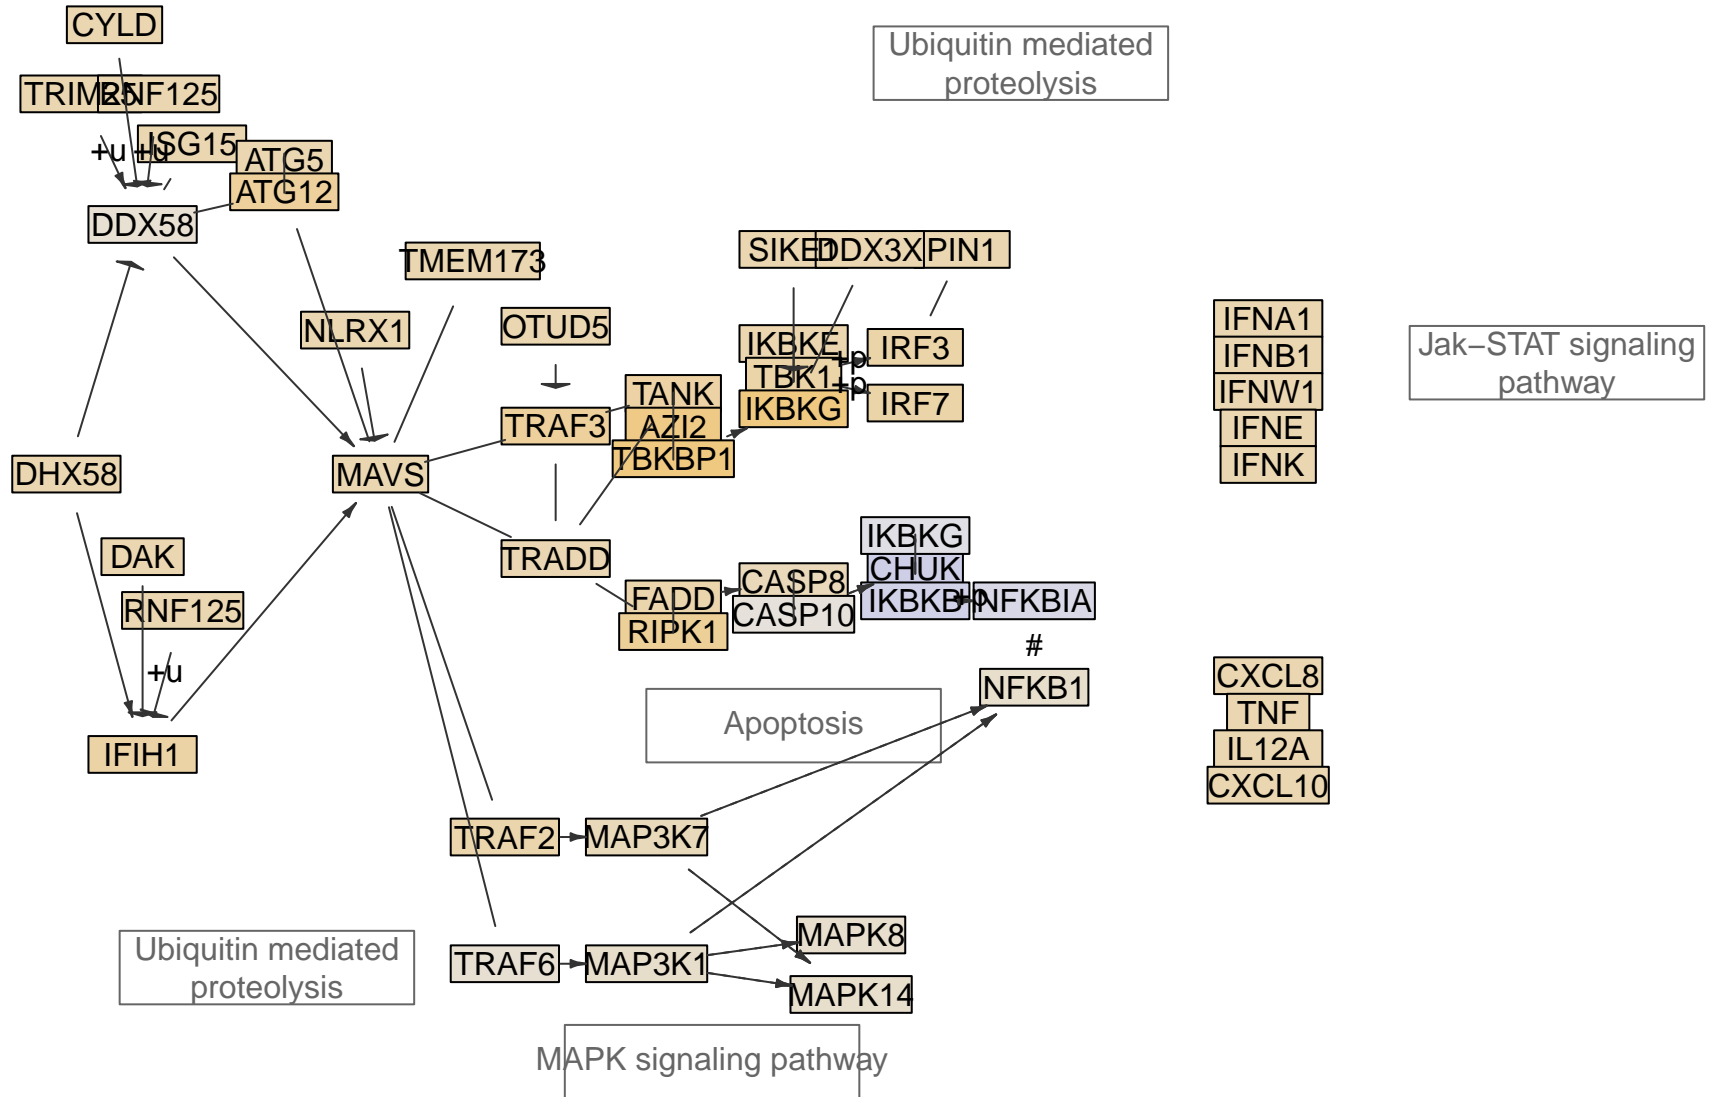 CYLD
Ubiquitin mediated
proteolysis
TRIM25
RNF125
ISG15
+u
+u
ATG5
ATG12
DDX58
TMEM173
SIKE1
DDX3X
PIN1
NLRX1
OTUD5
IKBKE
IRF3
+p
TBK1
+p
IKBKG
IRF7
TANK
TRAF3
AZI2
TBKBP1
IFNA1
IFNB1
IFNW1
IFNE
IFNK
Jak−STAT signaling
pathway
DHX58
MAVS
DAK
TRADD
IKBKG
CHUK
IKBKB
+p
NFKBIA
CASP8
CASP10
FADD
RIPK1
RNF125
+u
#
NFKB1
CXCL8
TNF
IL12A
CXCL10
Apoptosis
IFIH1
TRAF2
MAP3K7
MAPK8
Ubiquitin mediated
proteolysis
TRAF6
MAP3K1
MAPK14
MAPK signaling pathway